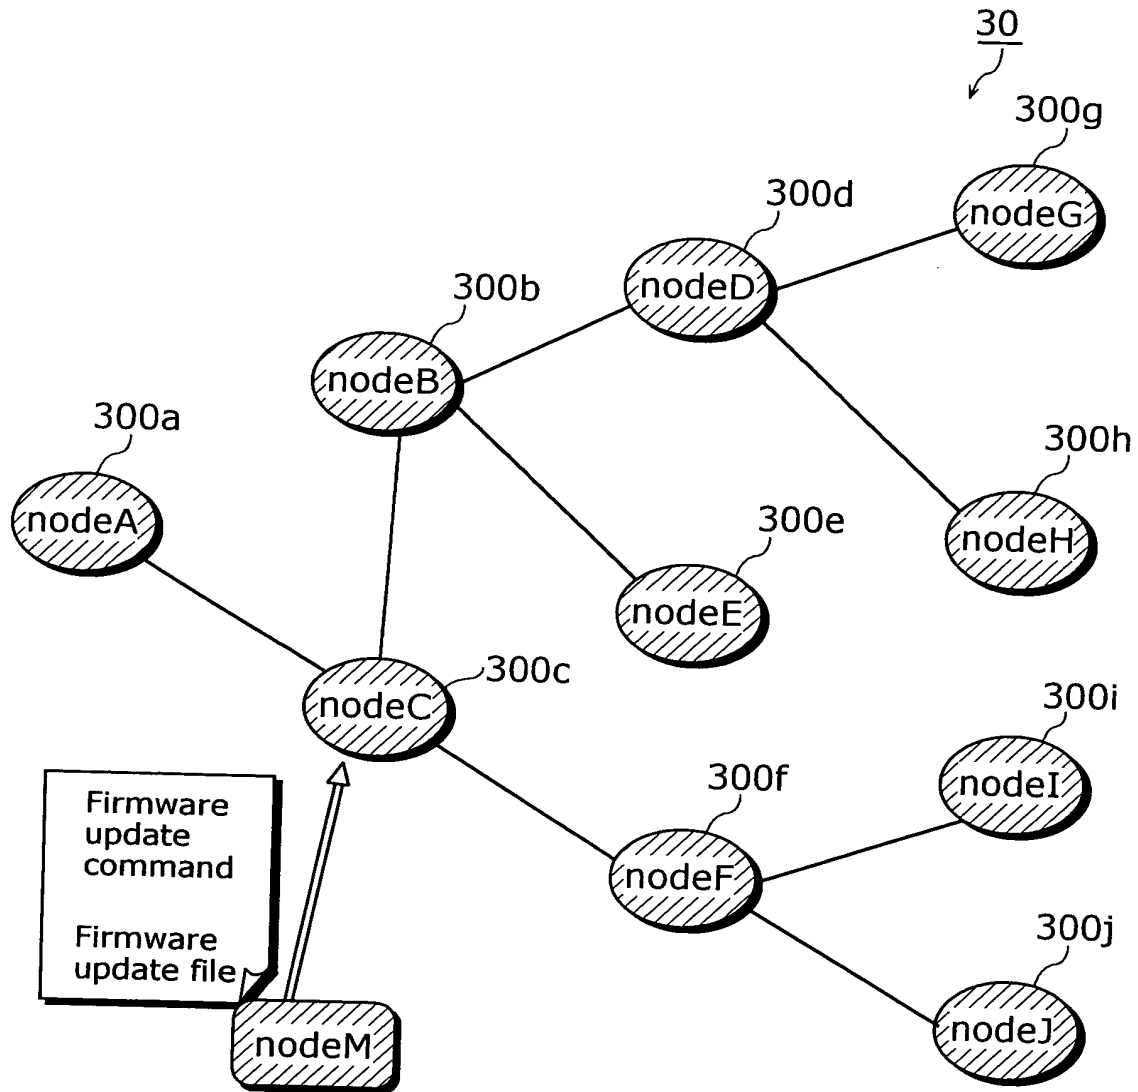 30
300g
nodeG
300d
nodeD
300b
nodeB
300a
nodeA
300h
nodeH
300e
nodeE
300c
nodeC
300i
nodeI
300f
nodeF
300j
nodeJ
Firmware
update
command
Firmware
update file
nodeM